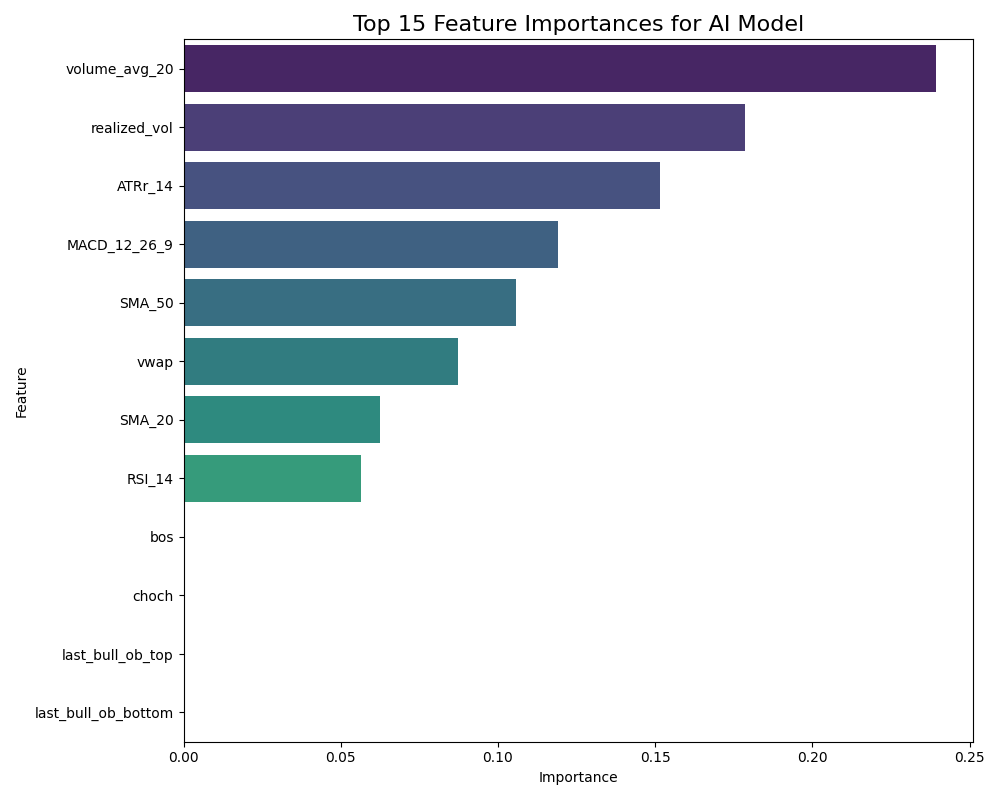 Top 15 Feature Importances for AI Model
Feature
volume_avg_20
realized_vol
ATRr_14
MACD_12_26_9
SMA_50
vwap
SMA_20
RSI_14
bos
choch
last_bull_ob_top
last_bull_ob_bottom
0.00 0.05 0.10 0.15 0.20 0.25
Importance